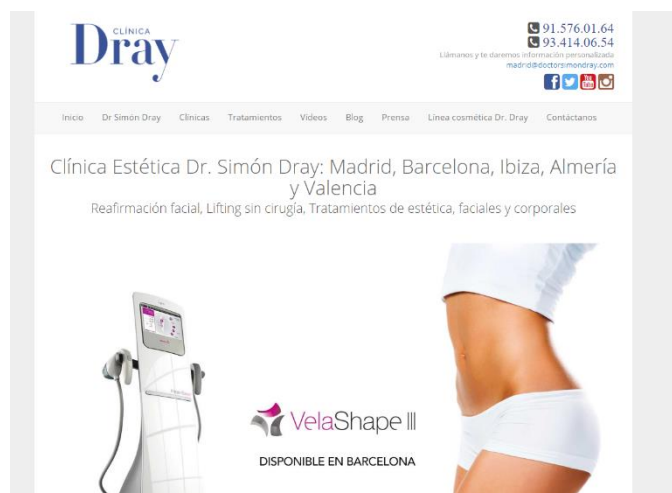 CLÍNICA
Dray
91.576.01.64
93.414.06.54
Llámanos y te daremos información personalizada
madrid@doctorsimondray.com
Inicio Dr Simón Dray Clínicas Tratamientos Videos Blog Prensa Línea cosmética Dr. Dray Contáctanos
Clínica Estética Dr. Simón Dray: Madrid, Barcelona, Ibiza, Almería
y Valencia
Reafirmación facial, Lifting sin cirugía, Tratamientos de estética, faciales y corporales
VelaShape III
DISPONIBLE EN BARCELONA